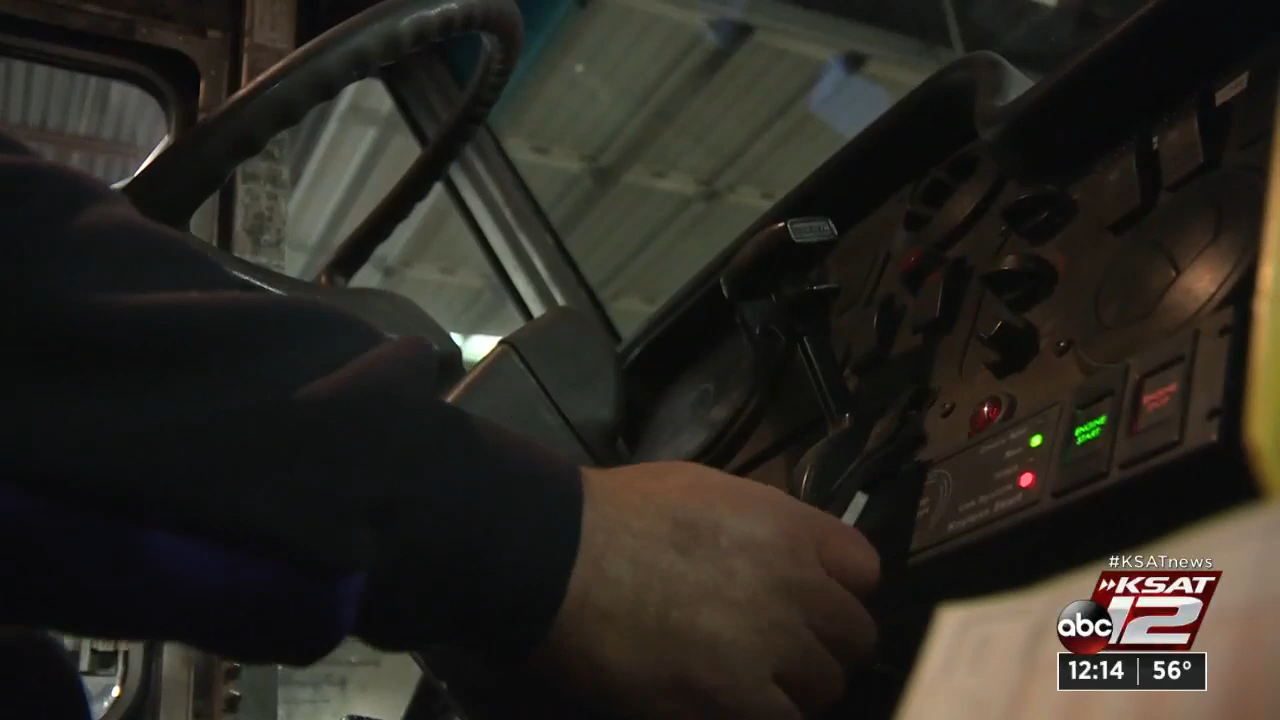 ENGINE
START
ENGINE
STOP
#KSATnews
KSAT
abc 12
12:14 56°